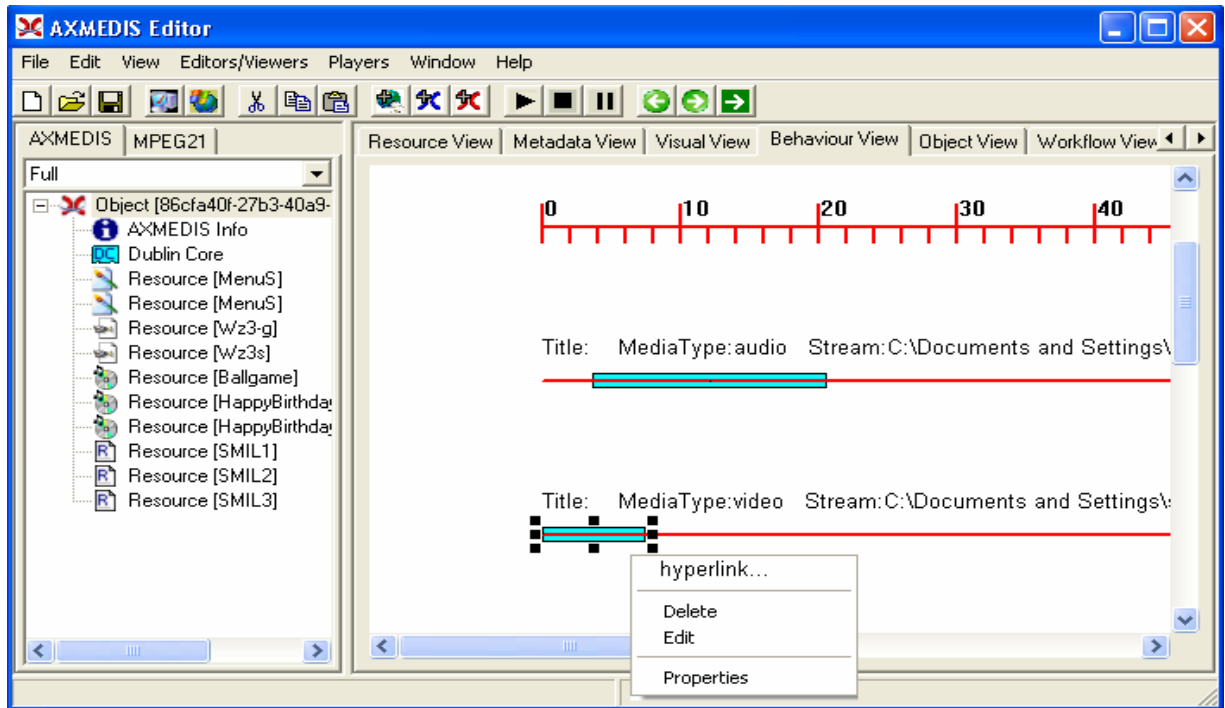 AXMEDIS Editor
File Edit View Editors/Viewers Players Window Help
AXMEDIS MPEG21
Full
Object [86cfa40f-27b3-40a9-
AXMEDIS Info
DC Dublin Core
Resource [MenuS]
Resource [MenuS]
Resource [Wz3-g]
Resource [Wz3s]
Resource [Ballgame]
Resource [HappyBirthday
Resource [HappyBirthday
R Resource [SMIL1]
R Resource [SMIL2]
R Resource [SMIL3]
Resource View Metadata View Visual View Behaviour View Object View Workflow View
0 10 20 30 40
Title: MediaType:audio Stream:C:\Documents and Settings\
Title: MediaType:video Stream:C:\Documents and Settings\
hyperlink...
Delete
Edit
Properties